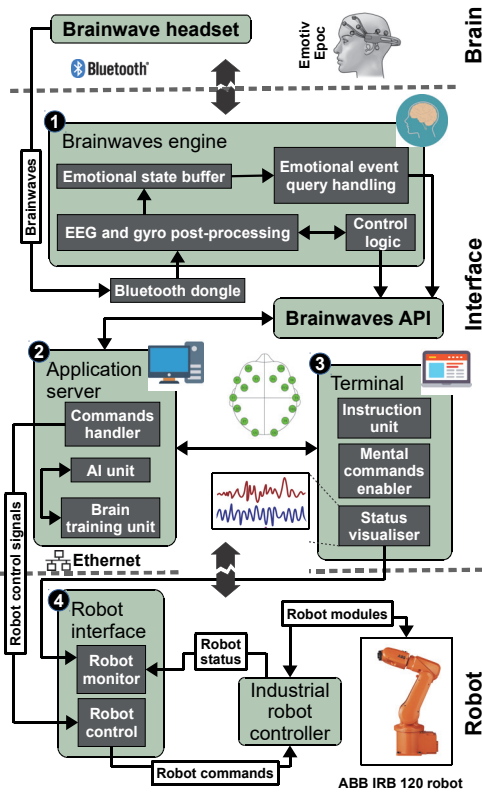 Brainwave headset
Emotiv
Epoc
Brain
Bluetooth®
1
Brainwaves engine
Emotional state buffer
Emotional event
query handling
EEG and gyro post-processing
Control
logic
Brainwaves
Bluetooth dongle
Interface
Brainwaves API
2
Application
server
Commands
handler
AI unit
Brain
training unit
3
Terminal
Instruction
unit
Mental
commands
enabler
Status
visualiser
Ethernet
Robot control signals
4
Robot
interface
Robot
monitor
Robot
control
Robot
status
Robot modules
Industrial
robot
controller
Robot commands
Robot
ABB IRB 120 robot